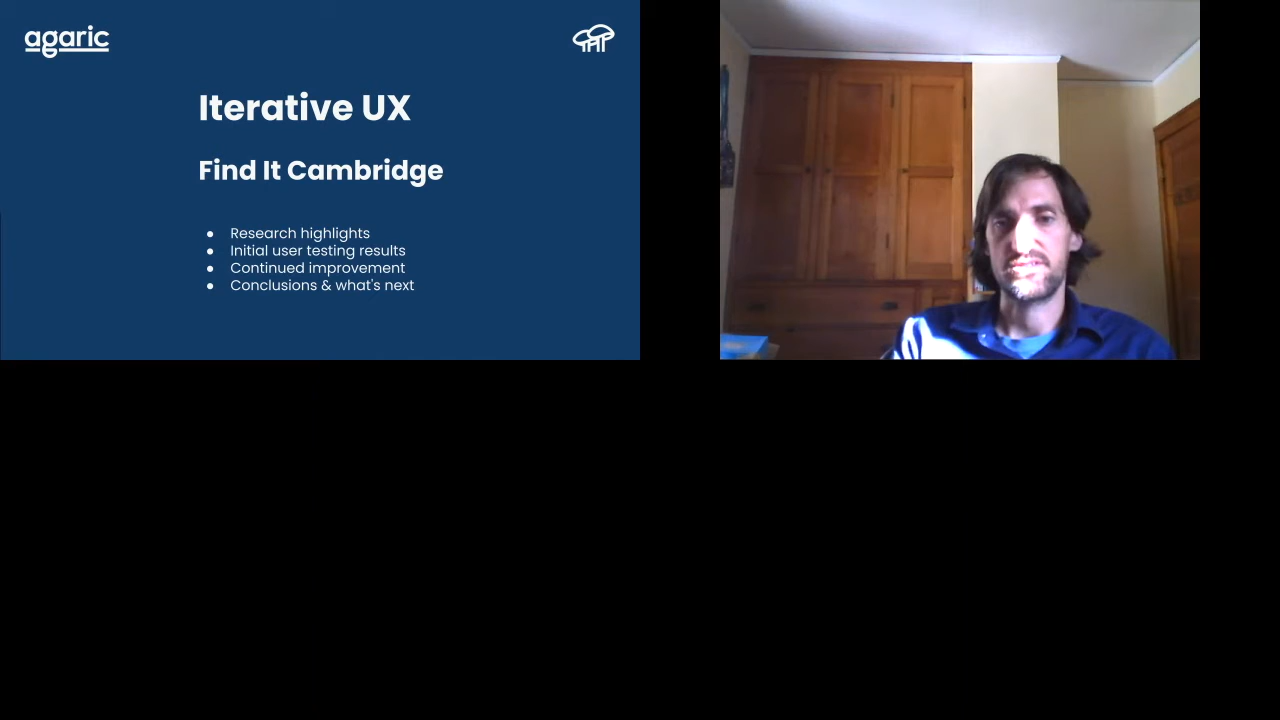 agaric
Iterative UX
Find It Cambridge
● Research highlights
● Initial user testing results
● Continued improvement
● Conclusions & what's next